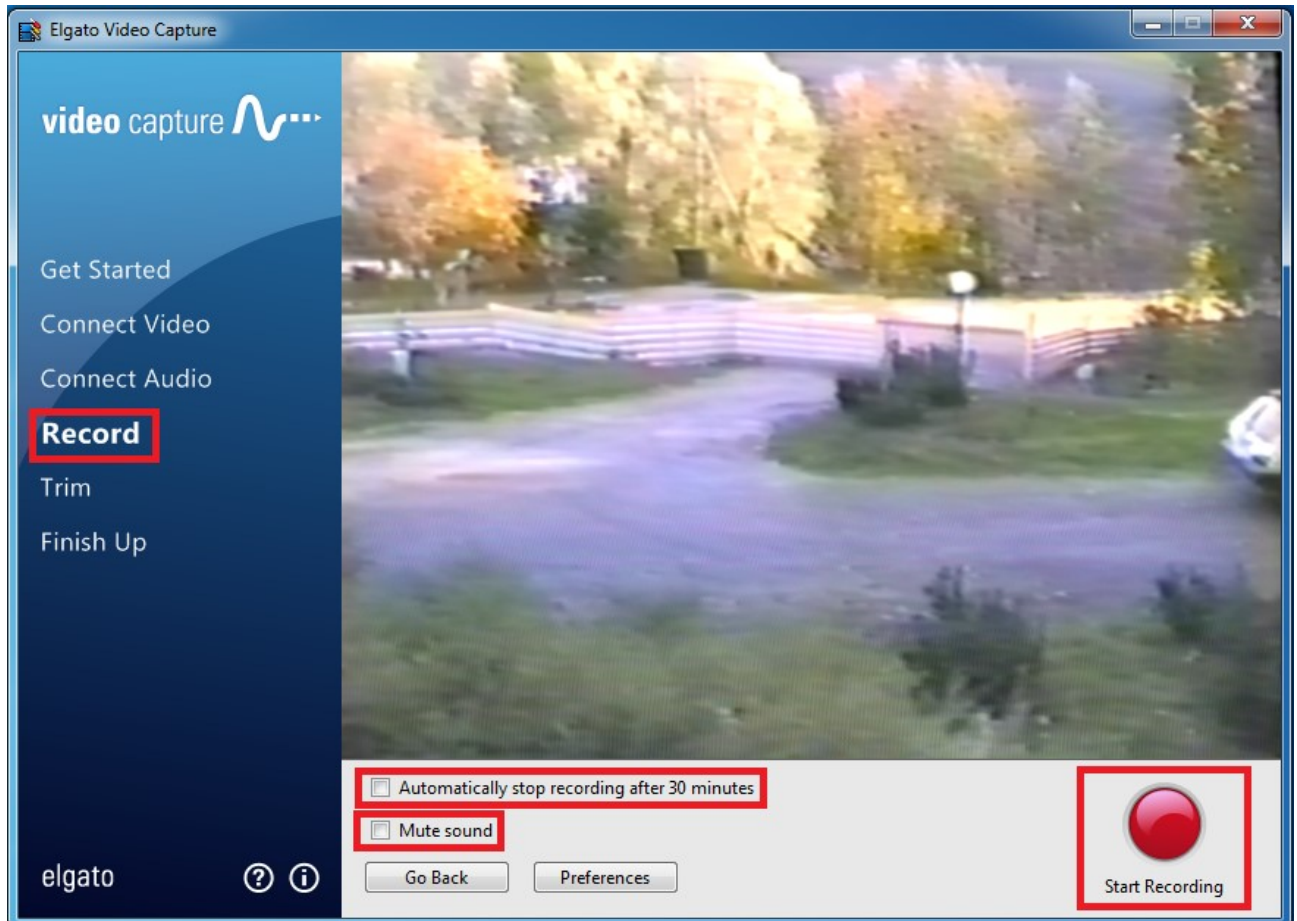 Elgato Video Capture
video capture
Get Started
Connect Video
Connect Audio
Record
Trim
Finish Up
Automatically stop recording after 30 minutes
Mute sound
Go Back
Preferences
Start Recording
elgato